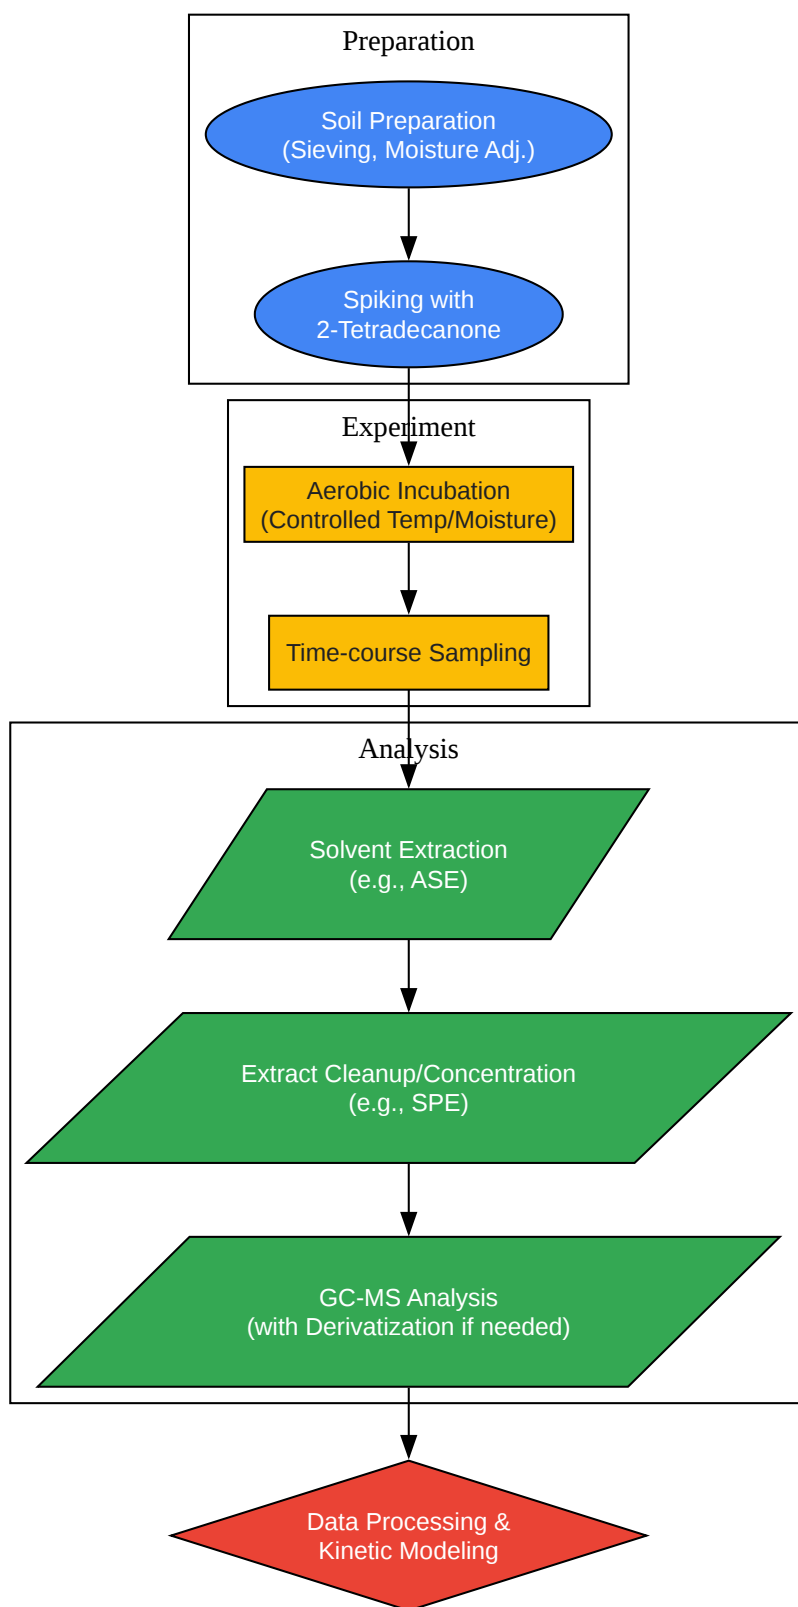 Preparation
Soil Preparation
(Sieving, Moisture Adj.)
Spiking with
2-Tetradecanone
Experiment
Aerobic Incubation
(Controlled Temp/Moisture)
Time-course Sampling
Analysis
Solvent Extraction
(e.g., ASE)
Extract Cleanup/Concentration
(e.g., SPE)
GC-MS Analysis
(with Derivatization if needed)
Data Processing &
Kinetic Modeling